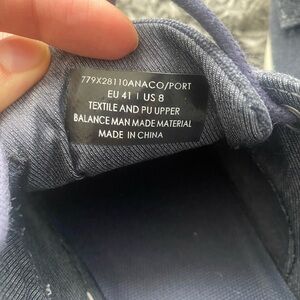 779X28110ANACO/PORT
EU 41 | US 8
TEXTILE AND PU UPPER
BALANCE MAN MADE MATERIAL
MADE IN CHINA